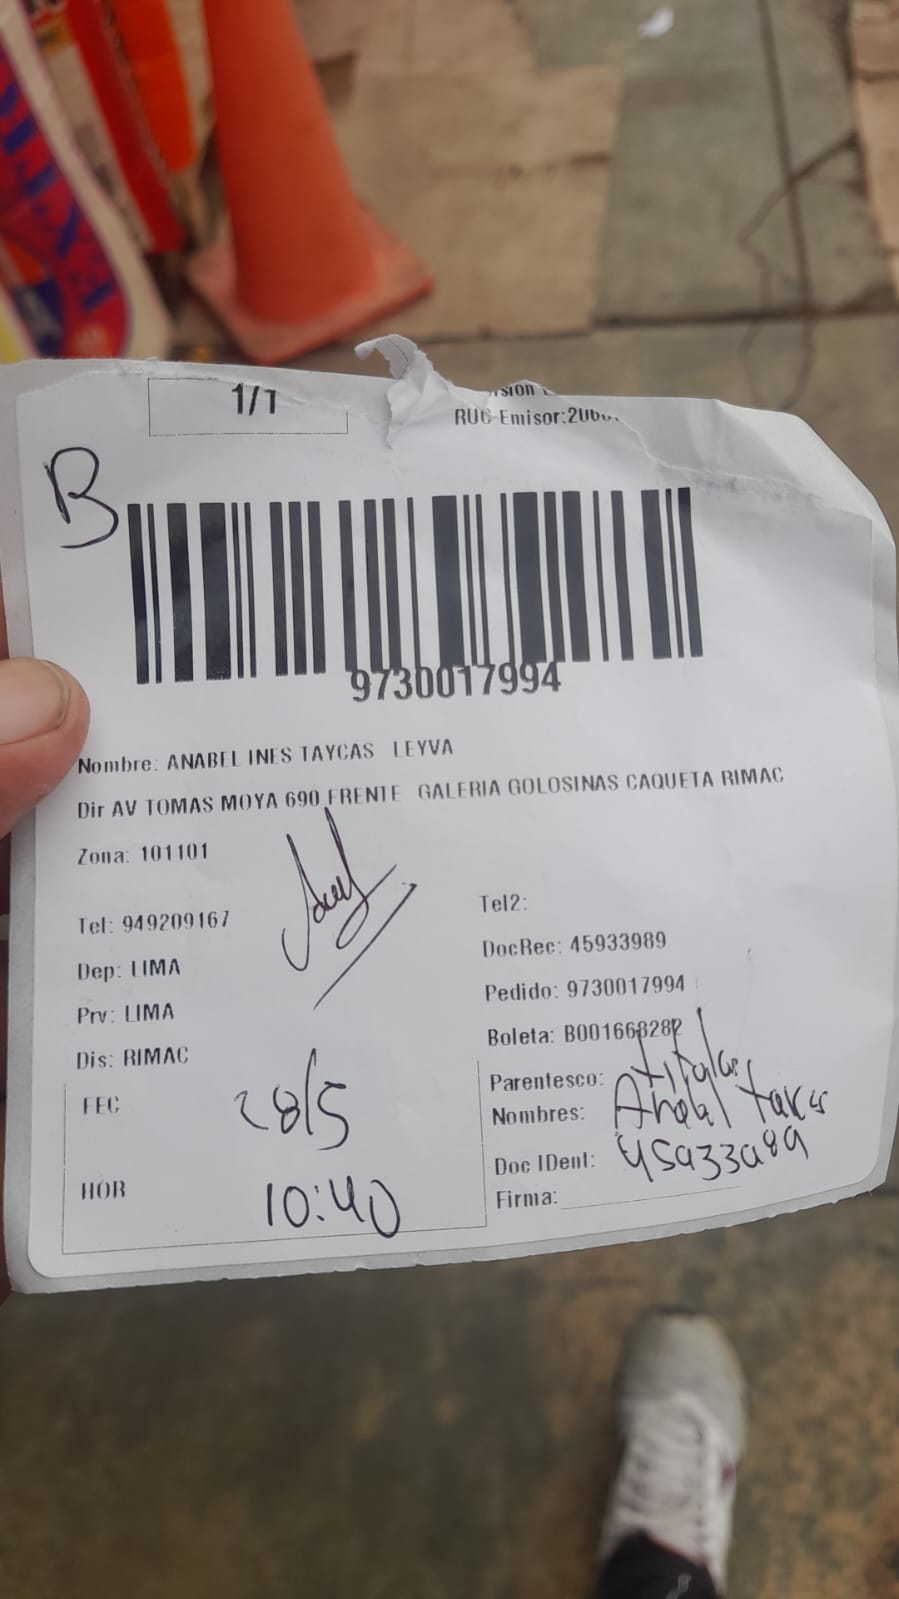 1/1
RUC Emisor:2060
B
9730017994
Nombre: ANABEL INES TAYCAS LEYVA
Dir AV TOMAS MOYA 690 FRENTE GALERIA GOLOSINAS CAQUETA RIMAC
Zona: 101101
Tel: 949209167
Tel2:
Dep: LIMA
DocRec: 45933989
Prv: LIMA
Pedido: 9730017994
Dis: RIMAC
Boleta: B001668282
FEC 28/5
Parentesco: titular
Nombres: Anabel Taycas
HOR 10:40
Doc IDent: 45933989
Firma: